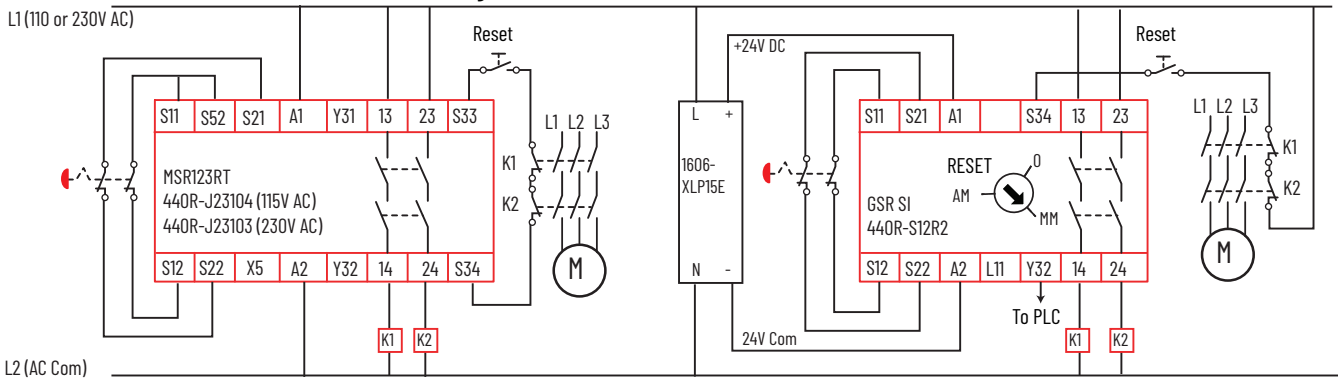 L1 (110 or 230V AC)
Reset
S11 S52 S21 A1 Y31 13 23 S33
L1 L2 L3
K1
K2
MSR123RT
440R-J23104 (115V AC)
440R-J23103 (230V AC)
M
S12 S22 X5 A2 Y32 14 24 S34
K1 K2
L2 (AC Com)
+24V DC
L +
1606-
XLP15E
N -
24V Com
Reset
S11 S21 A1 S34 13 23
L1 L2 L3
K1
K2
RESET
0
AM
MM
GSR SI
440R-S12R2
M
S12 S22 A2 L11 Y32 14 24
To PLC
K1 K2